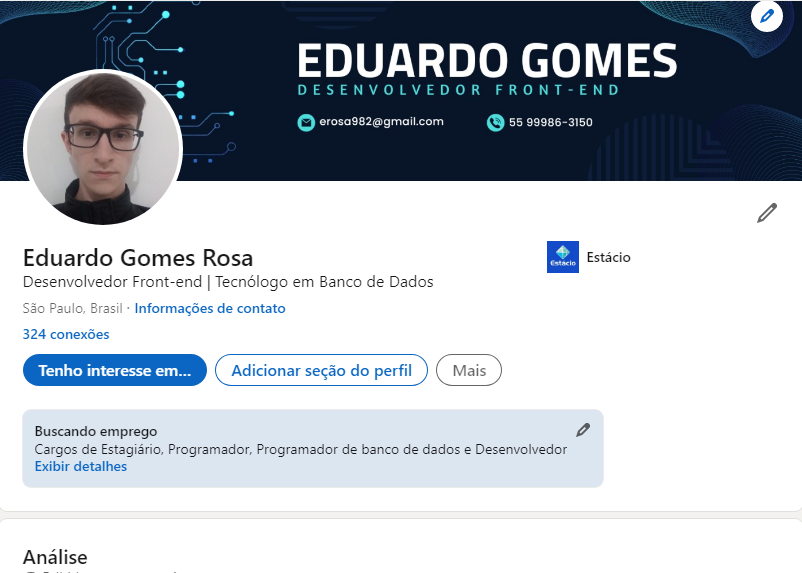 EDUARDO GOMES
DESENVOLVEDOR FRONT-END
erosa982@gmail.com
55 99986-3150
Eduardo Gomes Rosa
Estácio
Estácio
Desenvolvedor Front-end | Tecnólogo em Banco de Dados
São Paulo, Brasil · Informações de contato
324 conexões
Tenho interesse em...
Adicionar seção do perfil
Mais
Buscando emprego
Cargos de Estagiário, Programador, Programador de banco de dados e Desenvolvedor
Exibir detalhes
Análise